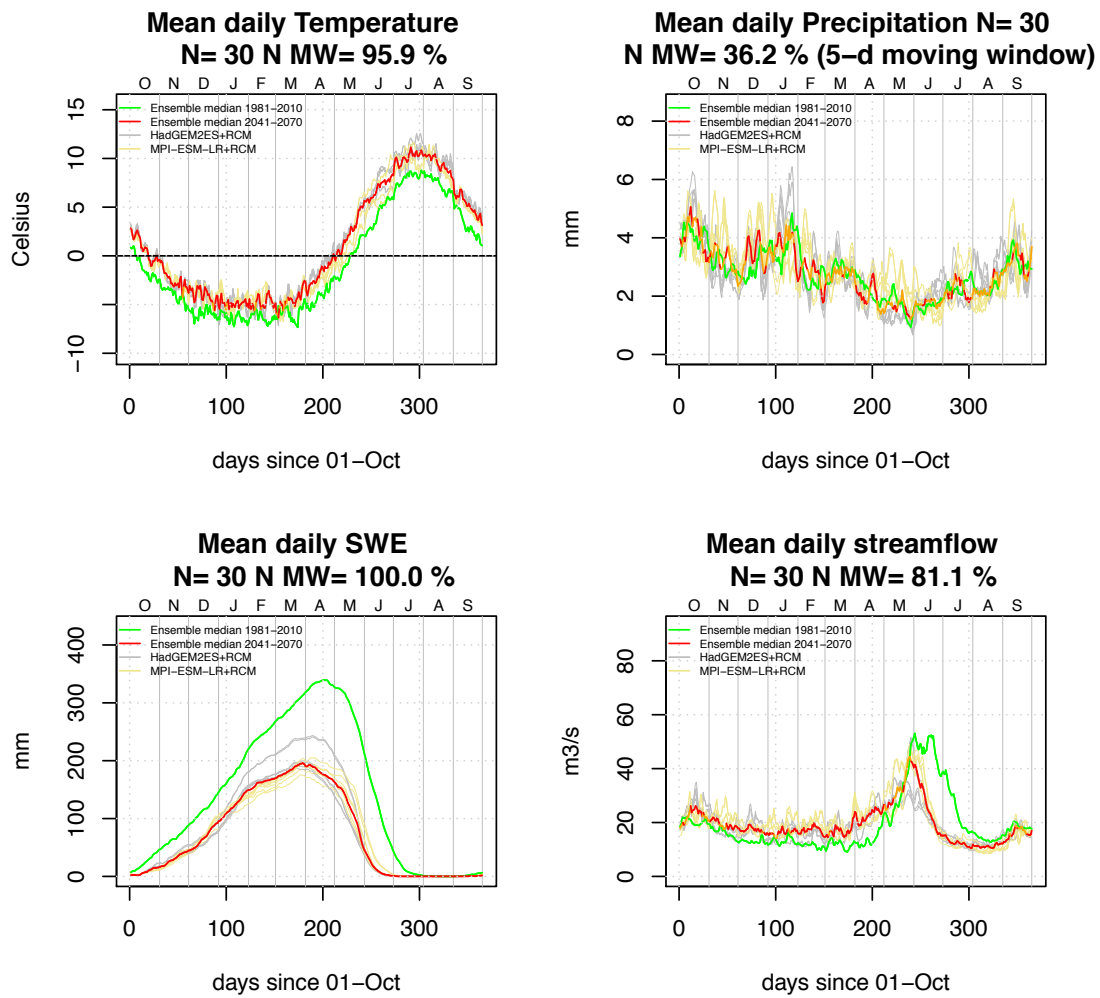 Mean daily Temperature
N= 30 N MW= 95.9 %
O N D J F M A M J J A S
Ensemble median 1981−2010
Ensemble median 2041−2070
HadGEM2ES+RCM
MPI−ESM−LR+RCM
15
10
5
0
−10
Celsius
0 100 200 300
days since 01−Oct
Mean daily Precipitation N= 30
N MW= 36.2 % (5−d moving window)
O N D J F M A M J J A S
Ensemble median 1981−2010
Ensemble median 2041−2070
HadGEM2ES+RCM
MPI−ESM−LR+RCM
8
6
4
2
0
mm
0 100 200 300
days since 01−Oct
Mean daily SWE
N= 30 N MW= 100.0 %
O N D J F M A M J J A S
Ensemble median 1981−2010
Ensemble median 2041−2070
HadGEM2ES+RCM
MPI−ESM−LR+RCM
400
300
200
100
0
mm
0 100 200 300
days since 01−Oct
Mean daily streamflow
N= 30 N MW= 81.1 %
O N D J F M A M J J A S
Ensemble median 1981−2010
Ensemble median 2041−2070
HadGEM2ES+RCM
MPI−ESM−LR+RCM
80
60
40
20
0
m3/s
0 100 200 300
days since 01−Oct